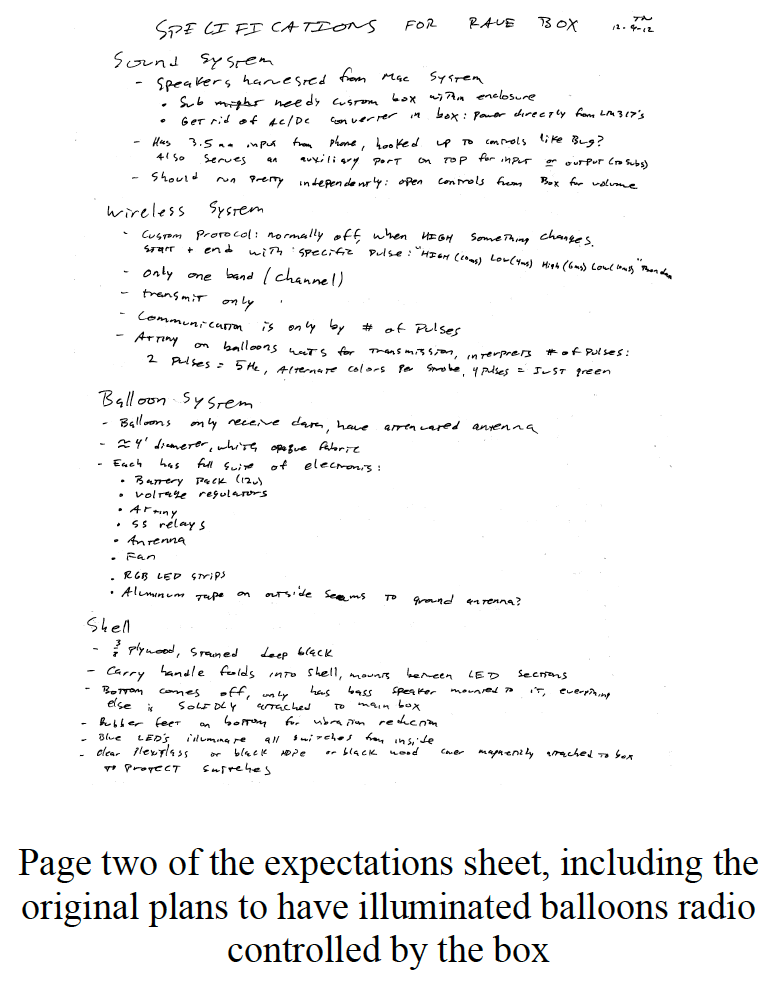 SPECIFICATIONS FOR RAVE BOX 12.9.12
Sound System
- Speakers harvested from Mac System
• Sub might needs custom box within enclosure
• Get rid of AC/DC converter in box: Power directly from LM317's
- Has 3.5mm input from phone, hooked up to controls like Bug?
Also serves an auxiliary port on TOP for input or output (to subs)
- Should run pretty independently: open controls from Box for volume
Wireless System
- Custom Protocol: normally off, when HIGH something changes.
Start + end with specific pulse: "HIGH (10ms) Low (4ms) High (6ms) Low (10ms)"
- only one band / (channel)
- transmit only
- Communication is only by # of Pulses
- Attiny on balloons waits for transmission, interprets # of pulses:
2 Pulses = 5Hz, Alternate colors per strobe, 4 pulses = Just green
Balloon System
- Balloons only receive data, have attenuated antenna
- ≈ 4' diameter, white opaque fabric
- Each has full suite of electronis:
• Battery pack (12v)
• voltage regulators
• Attiny
• SS relays
• Antenna
• Fan
• RGB LED strips
• Aluminum tape on outside seams to ground antenna?
Shell
- plywood, stained deep black
- Carry handle folds into shell, mounts between LED sections
- Bottom comes off, only has bass speaker mounted to it, everything
else is SOLIDLY attached to main box
- Rubber feet on bottom for vibration reduction
- Blue LED's illuminate all switches from inside
- clear plexiglass or black HDPE or black wood cover magnetically attached to box
to PROTECT switches
Page two of the expectations sheet, including the
original plans to have illuminated balloons radio
controlled by the box